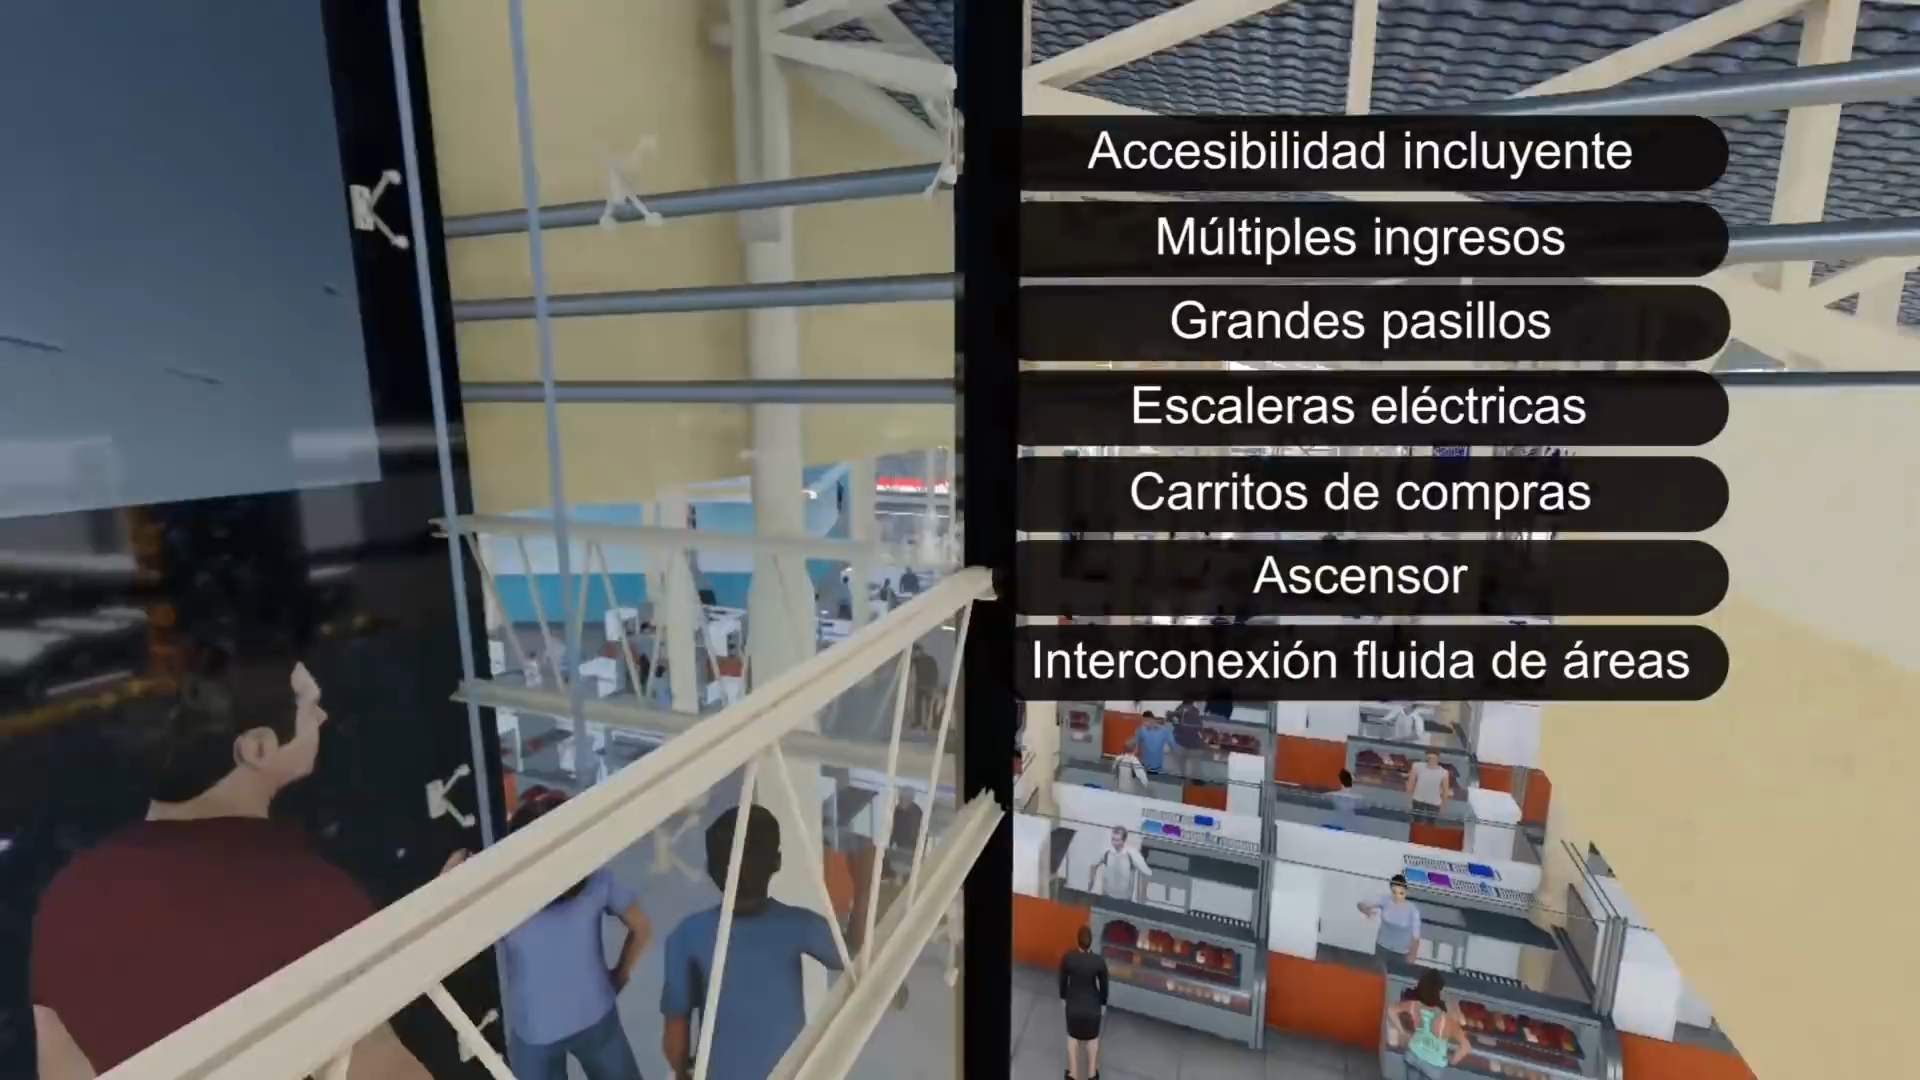 Accesibilidad incluyente
Múltiples ingresos
Grandes pasillos
Escaleras eléctricas
Carritos de compras
Ascensor
Interconexión fluida de áreas